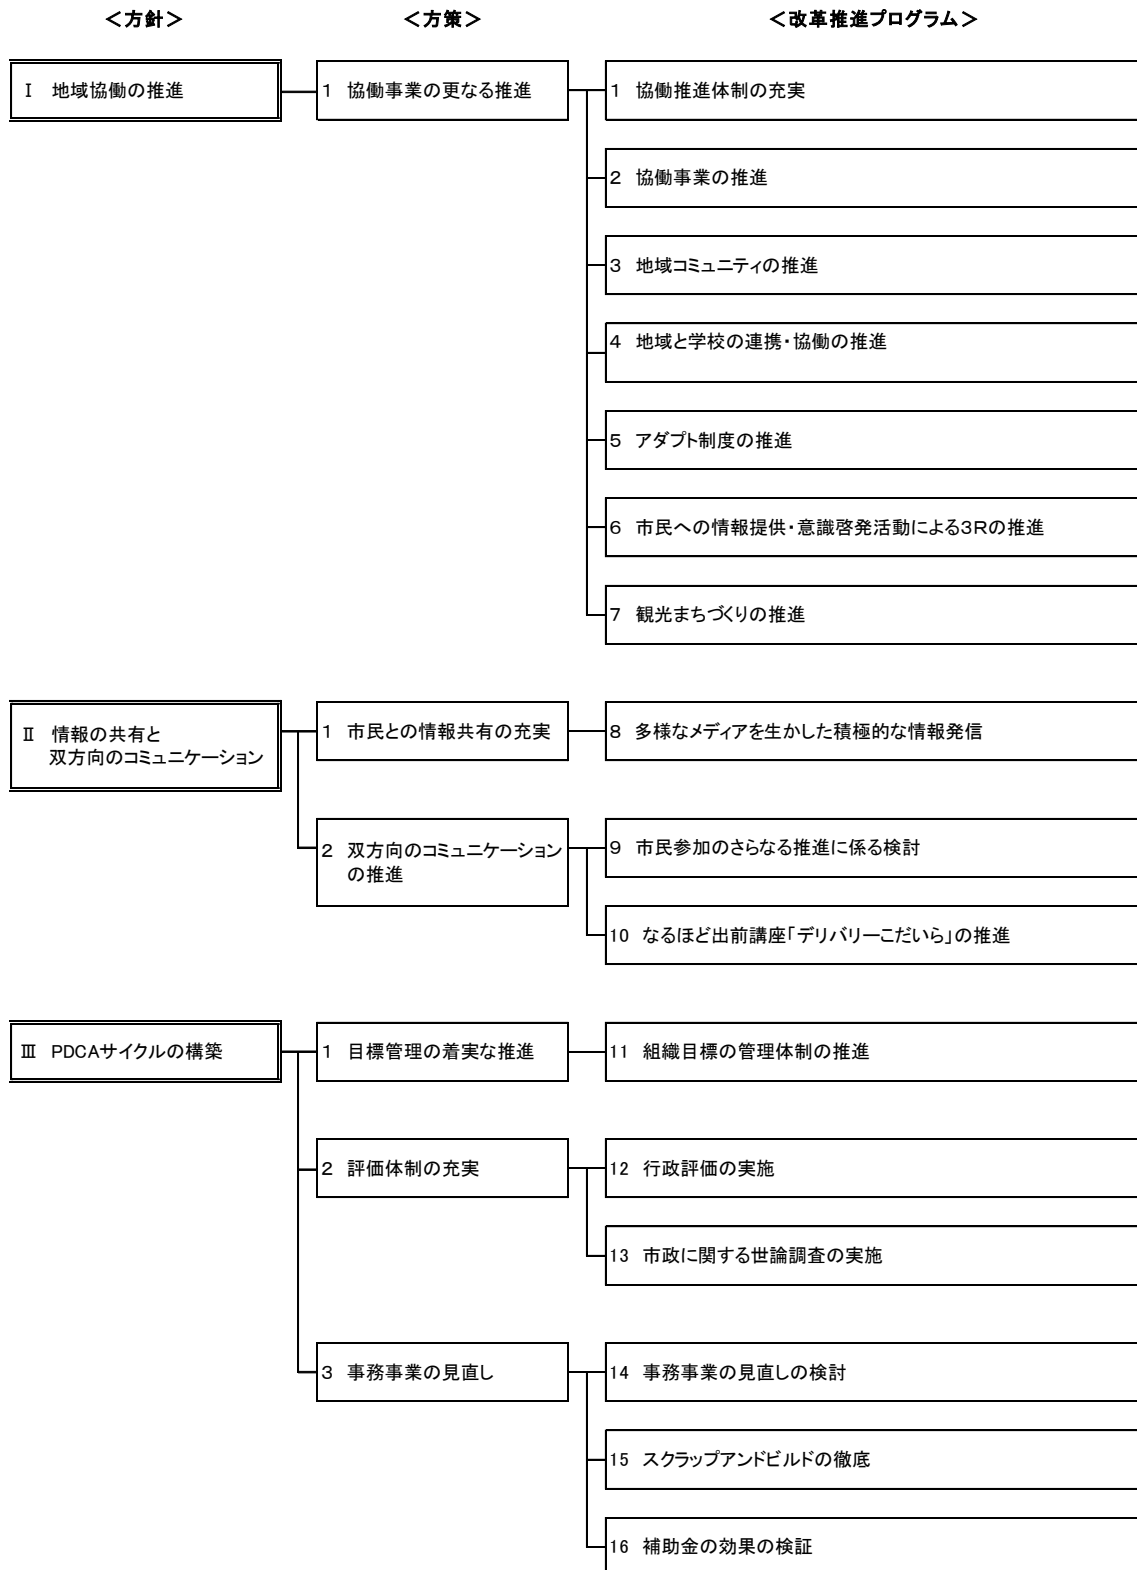 ＜方針＞ ＜方策＞ ＜改革推進プログラム＞
Ⅰ 地域協働の推進 1 協働事業の更なる推進 1 協働推進体制の充実
2 協働事業の推進
3 地域コミュニティの推進
4 地域と学校の連携・協働の推進
5 アダプト制度の推進
6 市民への情報提供・意識啓発活動による3Rの推進
7 観光まちづくりの推進
Ⅱ 情報の共有と
双方向のコミュニケーション
1 市民との情報共有の充実 8 多様なメディアを生かした積極的な情報発信
2 双方向のコミュニケーション
の推進
9 市民参加のさらなる推進に係る検討
10 なるほど出前講座「デリバリーこだいら」の推進
Ⅲ PDCAサイクルの構築 1 目標管理の着実な推進 11 組織目標の管理体制の推進
2 評価体制の充実 12 行政評価の実施
13 市政に関する世論調査の実施
3 事務事業の見直し 14 事務事業の見直しの検討
15 スクラップアンドビルドの徹底
16 補助金の効果の検証